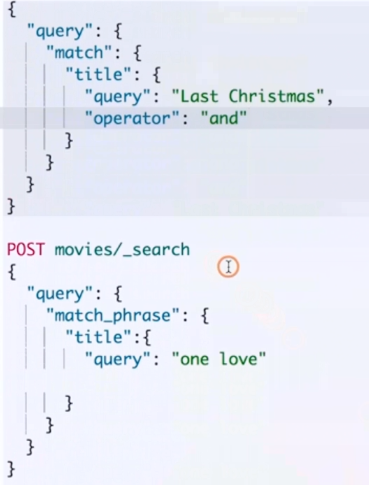 {
  "query": {
    "match": {
      "title": {
        "query": "Last Christmas",
        "operator": "and"
      }
    }
  }
}
POST movies/_search
{
  "query": {
    "match_phrase": {
      "title":{
        "query": "one love"
      }
    }
  }
}